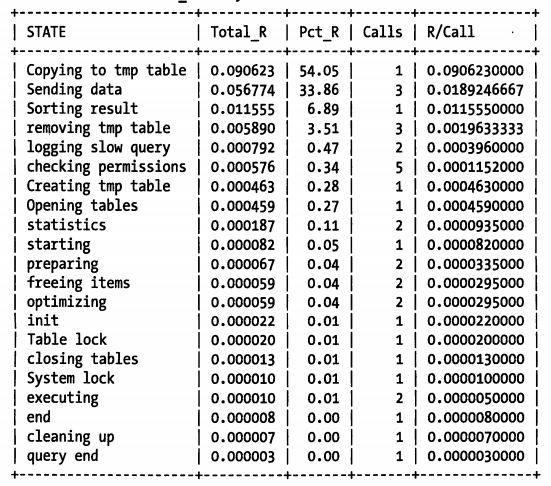 +----------------------+----------+-------+-------+--------------+
| STATE | Total_R | Pct_R | Calls | R/Call |
+----------------------+----------+-------+-------+--------------+
| Copying to tmp table | 0.090623 | 54.05 | 1 | 0.0906230000 |
| Sending data | 0.056774 | 33.86 | 3 | 0.0189246667 |
| Sorting result | 0.011555 | 6.89 | 1 | 0.0115550000 |
| removing tmp table | 0.005890 | 3.51 | 3 | 0.0019633333 |
| logging slow query | 0.000792 | 0.47 | 2 | 0.0003960000 |
| checking permissions | 0.000576 | 0.34 | 5 | 0.0001152000 |
| Creating tmp table | 0.000463 | 0.28 | 1 | 0.0004630000 |
| Opening tables | 0.000459 | 0.27 | 1 | 0.0004590000 |
| statistics | 0.000187 | 0.11 | 2 | 0.0000935000 |
| starting | 0.000082 | 0.05 | 1 | 0.0000820000 |
| preparing | 0.000067 | 0.04 | 2 | 0.0000335000 |
| freeing items | 0.000059 | 0.04 | 2 | 0.0000295000 |
| optimizing | 0.000059 | 0.04 | 2 | 0.0000295000 |
| init | 0.000022 | 0.01 | 1 | 0.0000220000 |
| Table lock | 0.000020 | 0.01 | 1 | 0.0000200000 |
| closing tables | 0.000013 | 0.01 | 1 | 0.0000130000 |
| System lock | 0.000010 | 0.01 | 1 | 0.0000100000 |
| executing | 0.000010 | 0.01 | 2 | 0.0000050000 |
| end | 0.000008 | 0.00 | 1 | 0.0000080000 |
| cleaning up | 0.000007 | 0.00 | 1 | 0.0000070000 |
| query end | 0.000003 | 0.00 | 1 | 0.0000030000 |
+----------------------+----------+-------+-------+--------------+